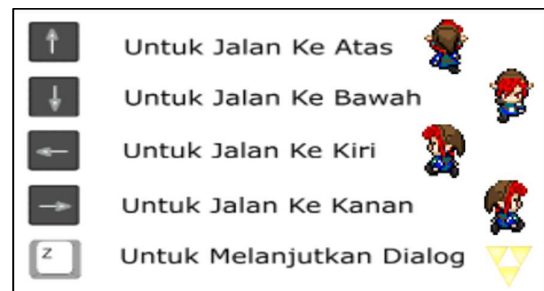 ↑ Untuk Jalan Ke Atas
↓ Untuk Jalan Ke Bawah
← Untuk Jalan Ke Kiri
→ Untuk Jalan Ke Kanan
Z Untuk Melanjutkan Dialog